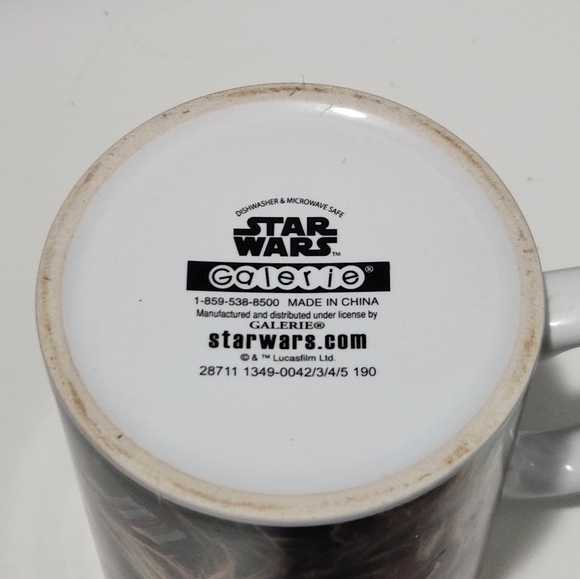 DISHWASHER & MICROWAVE SAFE
STAR
WARS™
Galerie®
1-859-538-8500 MADE IN CHINA
Manufactured and distributed under license by
GALERIE®
starwars.com
© & ™ Lucasfilm Ltd.
28711 1349-0042/3/4/5 190